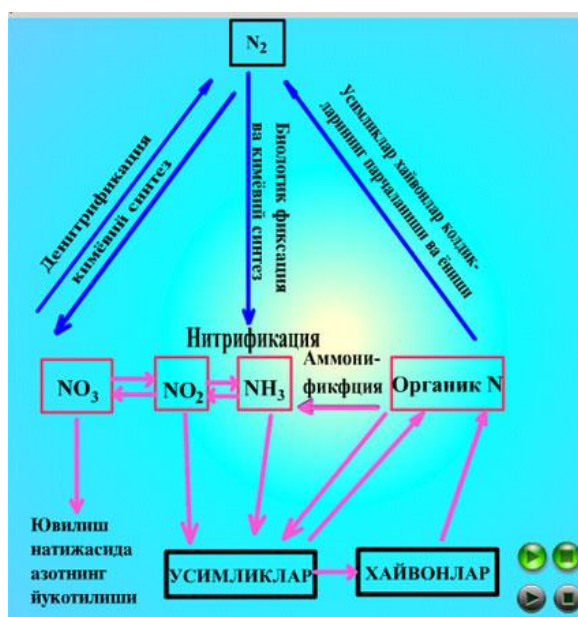 N₂
Денитрификация
кимёвий синтез
Биологик фиксация
ва кимёвий синтез
Усимликлар хайвонлар колдик-
ларининг парчаланиши ва ёниши
Нитрификация
Аммони-
фикфция
NO₃
NO₂
NH₃
Органик N
Ювилиш
натижасида
азотнинг
йукотилиши
УСИМЛИКЛАР
ХАЙВОНЛАР